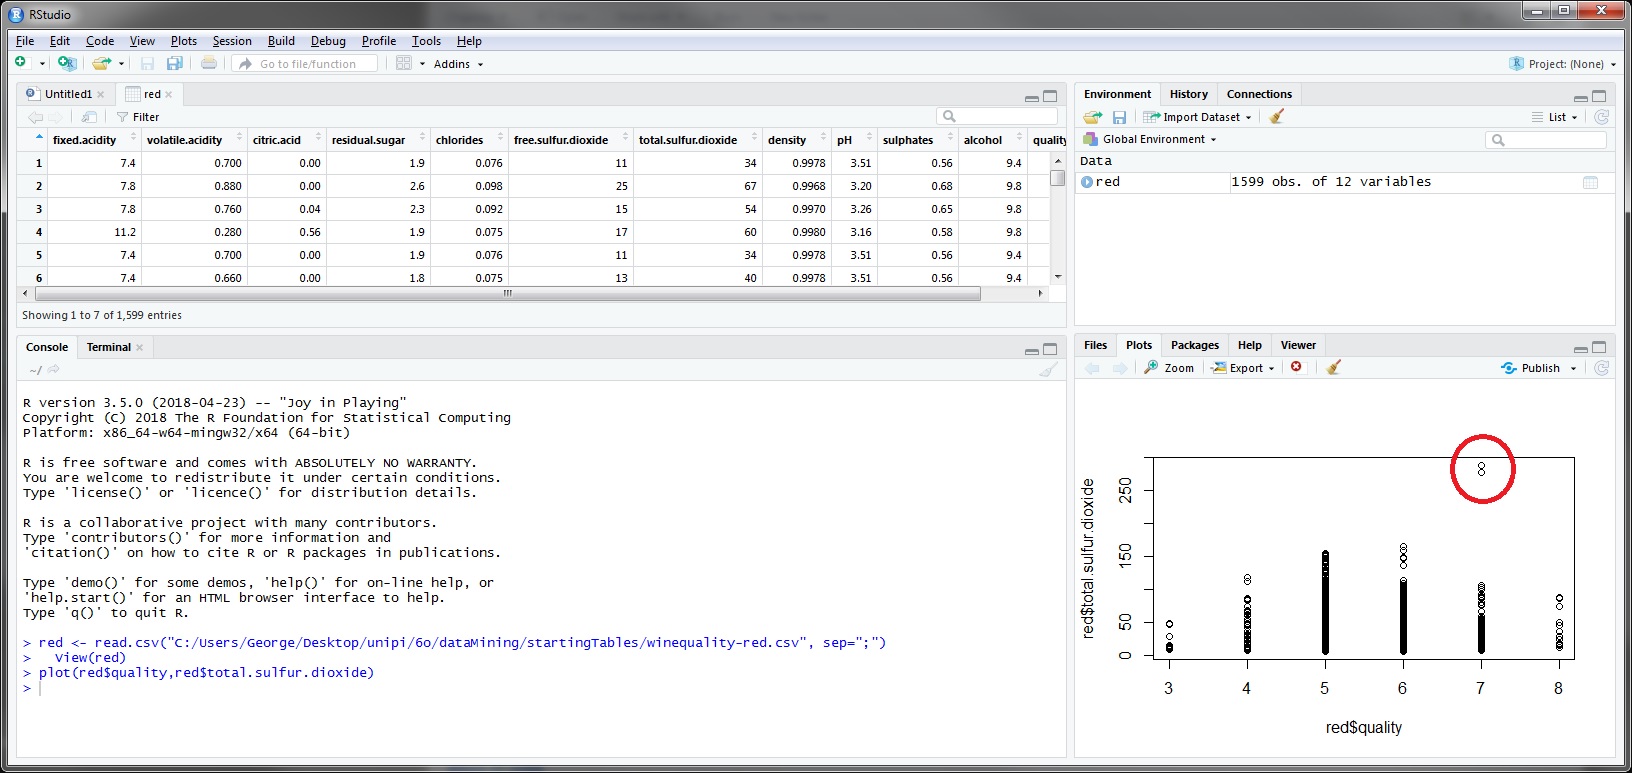 RStudio
File Edit Code View Plots Session Build Debug Profile Tools Help
Go to file/function Addins Project: (None)
Untitled1 red
Filter
fixed.acidity volatile.acidity citric.acid residual.sugar chlorides free.sulfur.dioxide total.sulfur.dioxide density pH sulphates alcohol quality
1 7.4 0.700 0.00 1.9 0.076 11 34 0.9978 3.51 0.56 9.4
2 7.8 0.880 0.00 2.6 0.098 25 67 0.9968 3.20 0.68 9.8
3 7.8 0.760 0.04 2.3 0.092 15 54 0.9970 3.26 0.65 9.8
4 11.2 0.280 0.56 1.9 0.075 17 60 0.9980 3.16 0.58 9.8
5 7.4 0.700 0.00 1.9 0.076 11 34 0.9978 3.51 0.56 9.4
6 7.4 0.660 0.00 1.8 0.075 13 40 0.9978 3.51 0.56 9.4
Showing 1 to 7 of 1,599 entries
Console Terminal
~/
R version 3.5.0 (2018-04-23) -- "Joy in Playing"
Copyright (C) 2018 The R Foundation for Statistical Computing
Platform: x86_64-w64-mingw32/x64 (64-bit)
R is free software and comes with ABSOLUTELY NO WARRANTY.
You are welcome to redistribute it under certain conditions.
Type 'license()' or 'licence()' for distribution details.
R is a collaborative project with many contributors.
Type 'contributors()' for more information and
'citation()' on how to cite R or R packages in publications.
Type 'demo()' for some demos, 'help()' for on-line help, or
'help.start()' for an HTML browser interface to help.
Type 'q()' to quit R.
> red <- read.csv("C:/Users/George/Desktop/unipi/6o/dataMining/startingTables/winequality-red.csv", sep=";")
>   View(red)
> plot(red$quality,red$total.sulfur.dioxide)
>
Environment History Connections
Import Dataset List
Global Environment
Data
red 1599 obs. of 12 variables
Files Plots Packages Help Viewer
Zoom Export Publish
red$total.sulfur.dioxide
250
150
50
0
3 4 5 6 7 8
red$quality